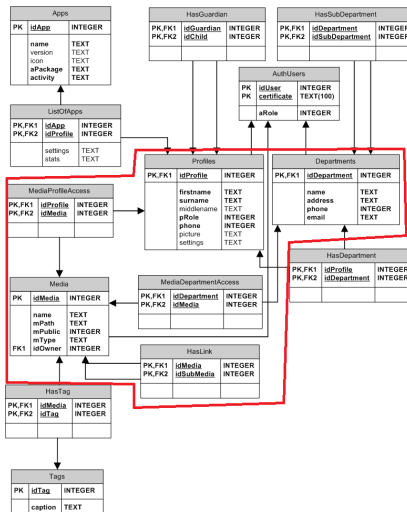 Apps
PK idApp INTEGER
name TEXT
version TEXT
icon TEXT
aPackage TEXT
activity TEXT
HasGuardian
PK,FK1 idGuardian INTEGER
PK,FK2 idChild INTEGER
HasSubDepartment
PK,FK1 idDepartment INTEGER
PK,FK2 idSubDepartment INTEGER
AuthUsers
PK idUser INTEGER
PK certificate TEXT(100)
aRole INTEGER
ListOfApps
PK,FK1 idApp INTEGER
PK,FK2 idProfile INTEGER
settings TEXT
stats TEXT
Profiles
PK,FK1 idProfile INTEGER
firstname TEXT
surname TEXT
middlename TEXT
pRole INTEGER
phone INTEGER
picture TEXT
settings TEXT
Departments
PK,FK1 idDepartment INTEGER
name TEXT
address TEXT
phone INTEGER
email TEXT
MediaProfileAccess
PK,FK1 idProfile INTEGER
PK,FK2 idMedia INTEGER
HasDepartment
PK,FK1 idProfile INTEGER
PK,FK2 idDepartment INTEGER
Media
PK idMedia INTEGER
name TEXT
mPath TEXT
mPublic INTEGER
mType TEXT
FK1 idOwner INTEGER
MediaDepartmentAccess
PK,FK1 idDepartment INTEGER
PK,FK2 idMedia INTEGER
HasLink
PK,FK1 idMedia INTEGER
PK,FK2 idSubMedia INTEGER
HasTag
PK,FK1 idMedia INTEGER
PK,FK2 idTag INTEGER
Tags
PK idTag INTEGER
caption TEXT